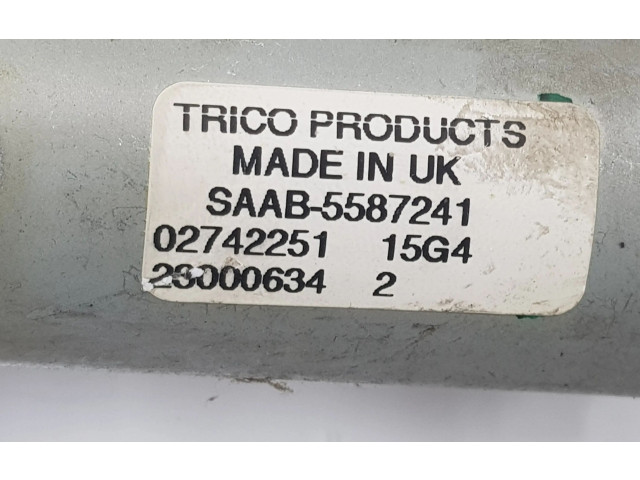 TRICO PRODUCTS
MADE IN UK
SAAB-5587241
02742251 15G4
23000634 2